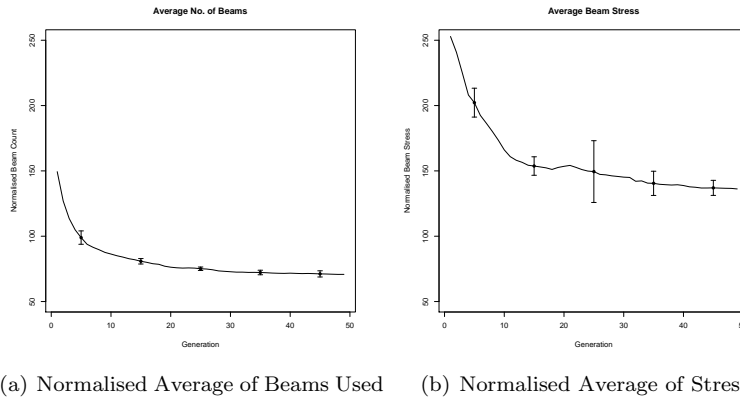 Average No. of Beams
Normalised Beam Count
250
200
150
100
50
0 10 20 30 40 50
Generation
(a) Normalised Average of Beams Used
Average Beam Stress
Normalised Beam Stress
250
200
150
100
50
0 10 20 30 40
Generation
(b) Normalised Average of Stres